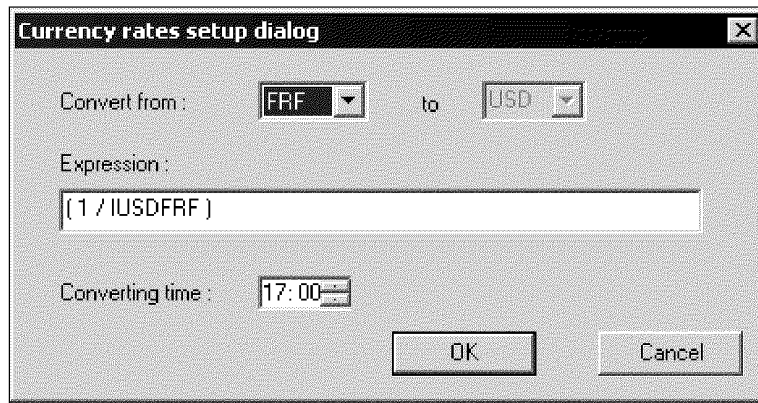 Currency rates setup dialog
Convert from : FRF to USD
Expression :
( 1 / IUSDFRF )
Converting time : 17:00
OK Cancel